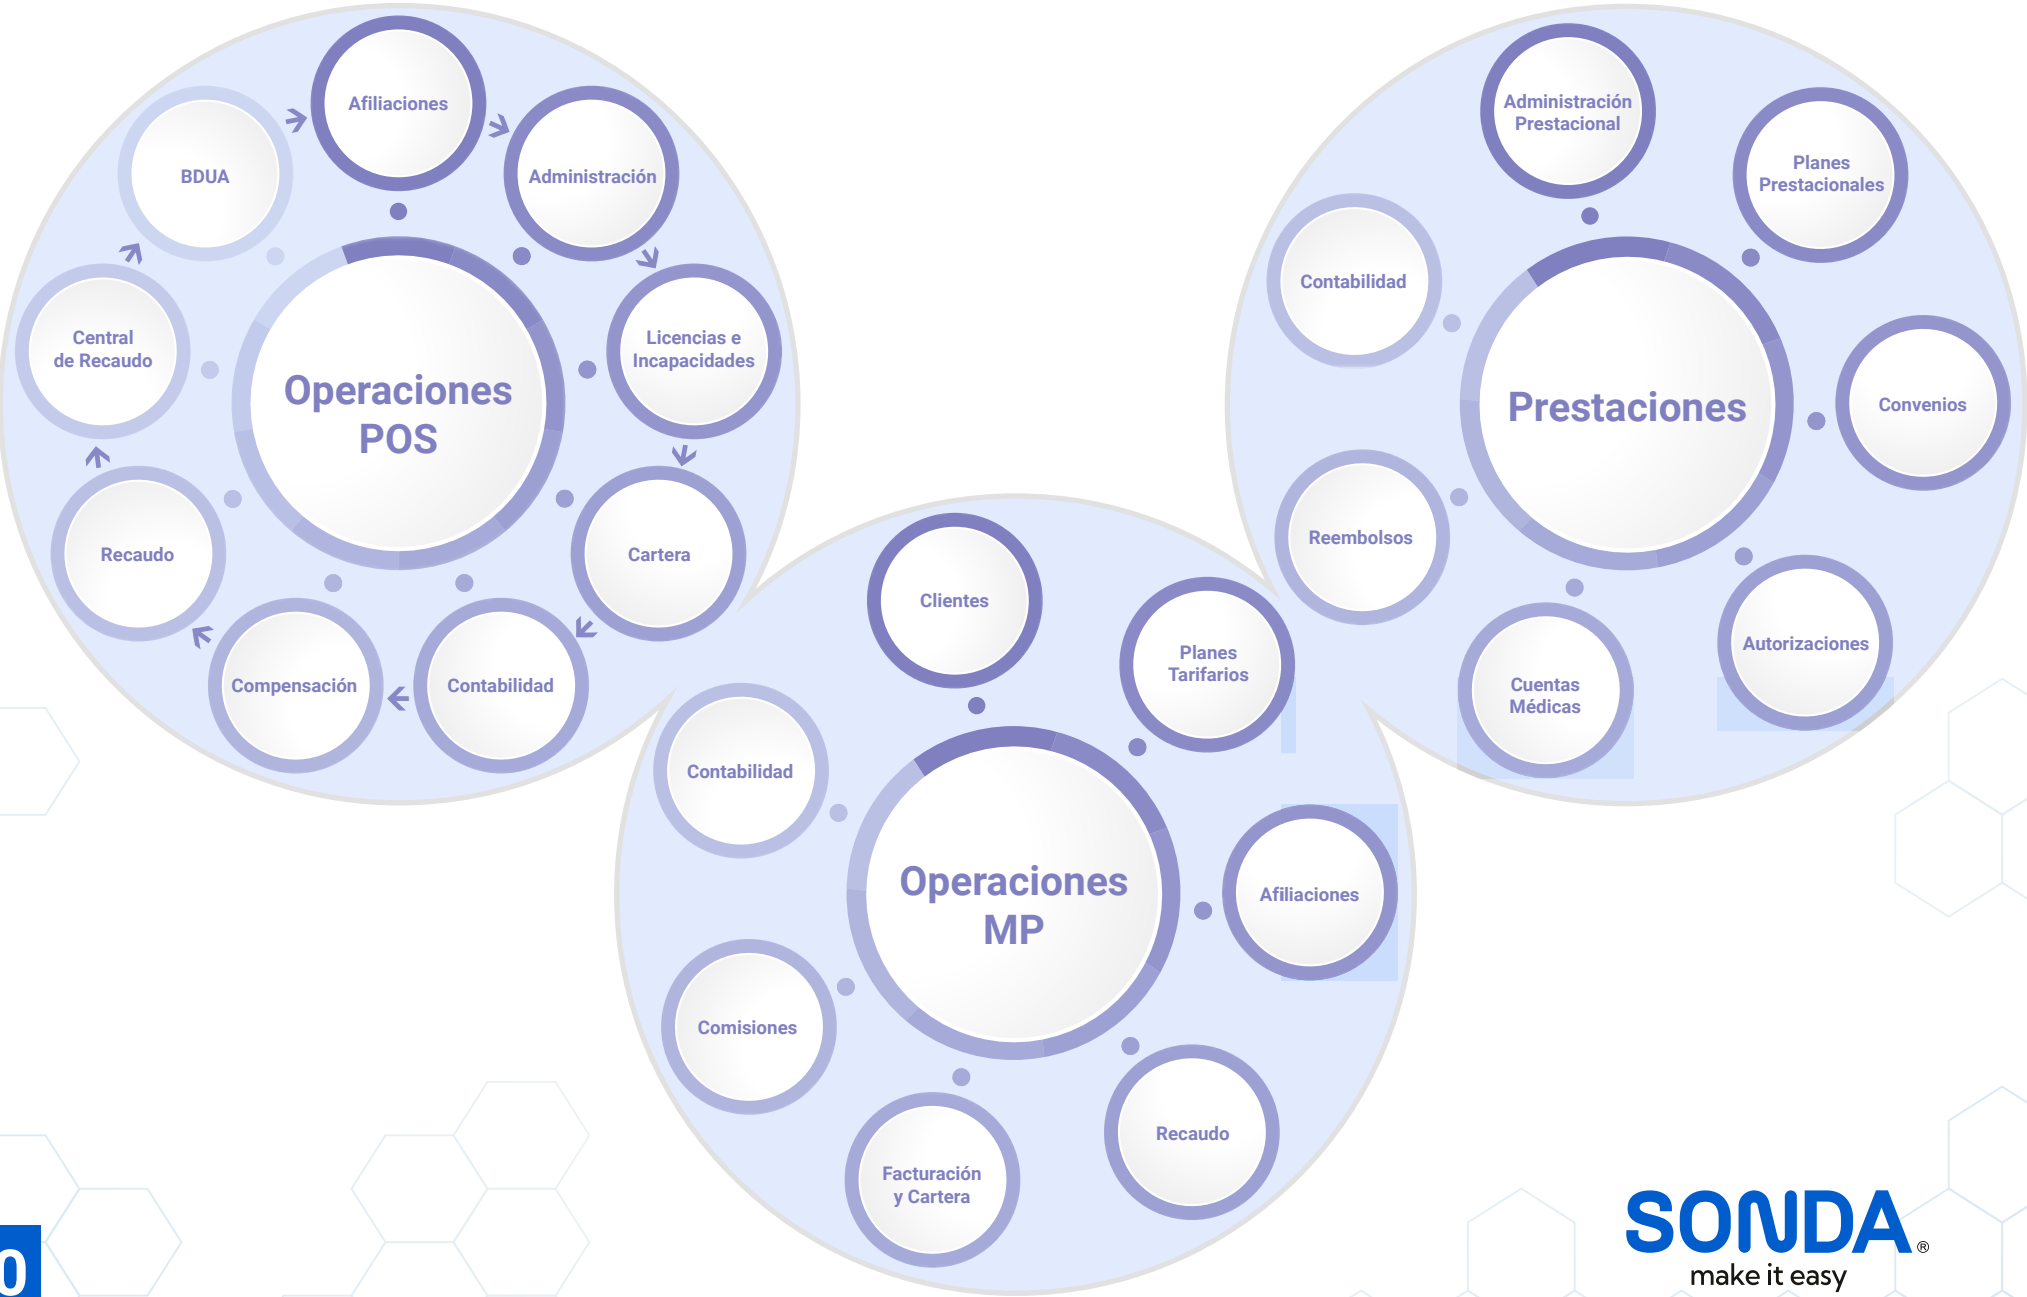 Operaciones
POS
Afiliaciones
Administración
Licencias e
Incapacidades
Cartera
Contabilidad
Compensación
Recaudo
Central
de Recaudo
BDUA
Operaciones
MP
Clientes
Planes
Tarifarios
Afiliaciones
Recaudo
Facturación
y Cartera
Comisiones
Contabilidad
Prestaciones
Administración
Prestacional
Planes
Prestacionales
Convenios
Autorizaciones
Cuentas
Médicas
Reembolsos
Contabilidad
0
SONDA®
make it easy